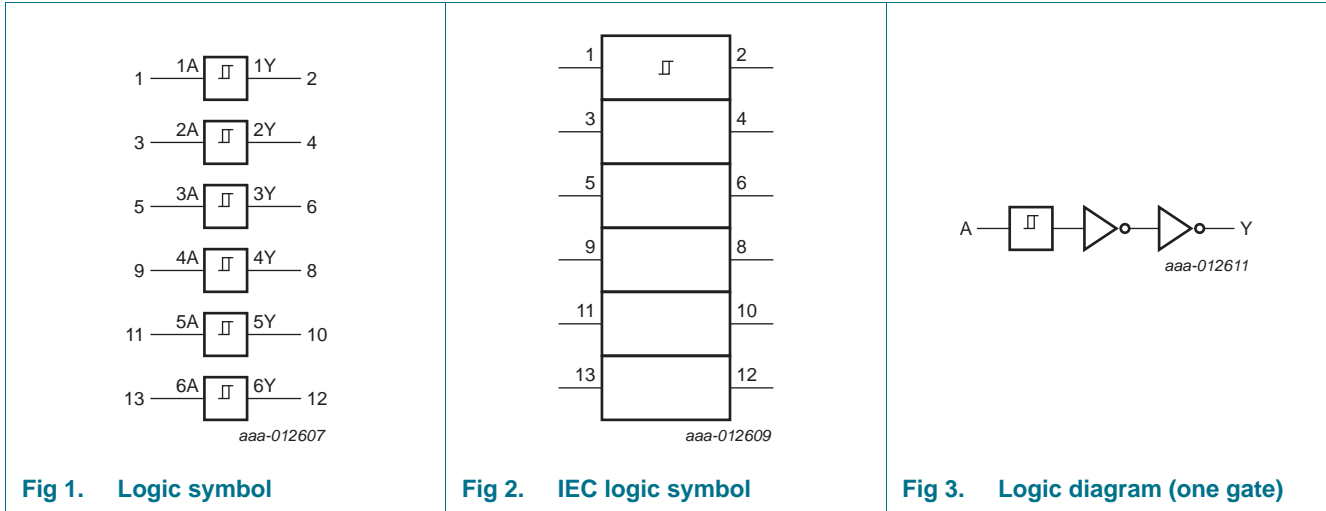 1 1A 1Y 2
3 2A 2Y 4
5 3A 3Y 6
9 4A 4Y 8
11 5A 5Y 10
13 6A 6Y 12
aaa-012607
Fig 1. Logic symbol
1 2
3 4
5 6
9 8
11 10
13 12
aaa-012609
Fig 2. IEC logic symbol
A Y
aaa-012611
Fig 3. Logic diagram (one gate)